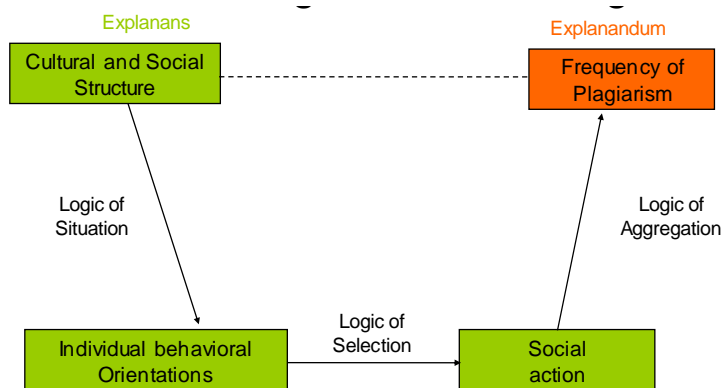 Explanans
Explanandum
Cultural and Social
Structure
Frequency of
Plagiarism
Logic of
Situation
Logic of
Aggregation
Logic of
Selection
Individual behavioral
Orientations
Social
action